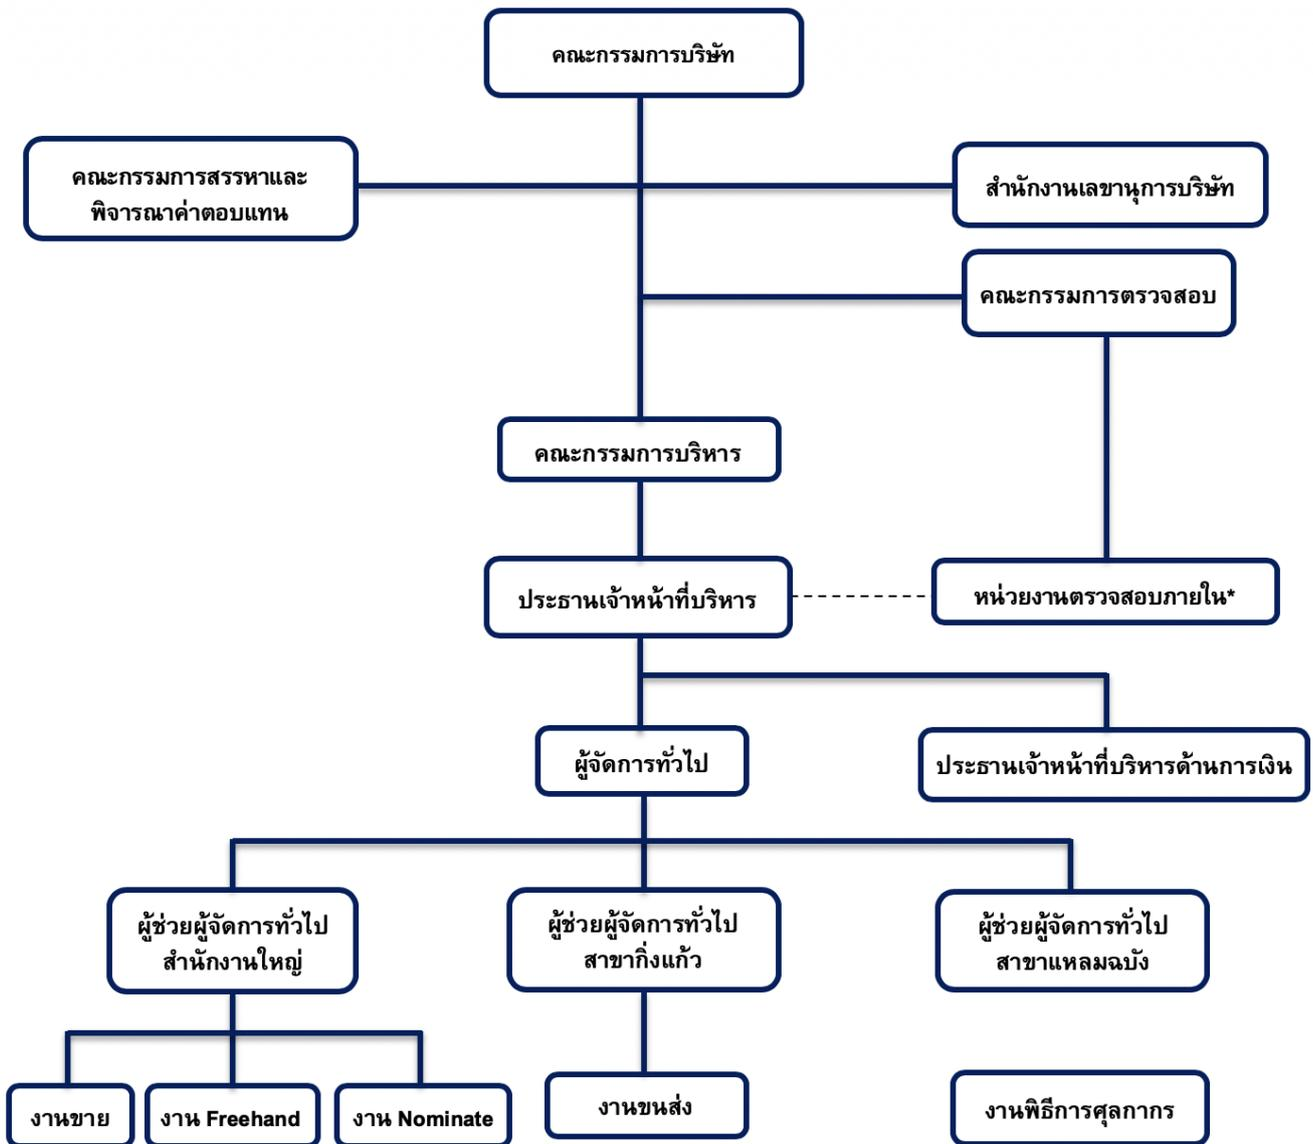 คณะกรรมการบริษัท
คณะกรรมการสรรหาและ
พิจารณาค่าตอบแทน
สำนักงานเลขานุการบริษัท
คณะกรรมการตรวจสอบ
คณะกรรมการบริหาร
ประธานเจ้าหน้าที่บริหาร
หน่วยงานตรวจสอบภายใน*
ผู้จัดการทั่วไป
ประธานเจ้าหน้าที่บริหารด้านการเงิน
ผู้ช่วยผู้จัดการทั่วไป
สำนักงานใหญ่
ผู้ช่วยผู้จัดการทั่วไป
สาขากิ่งแก้ว
ผู้ช่วยผู้จัดการทั่วไป
สาขาแหลมฉบัง
งานขาย
งาน Freehand
งาน Nominate
งานขนส่ง
งานพิธีการศุลกากร